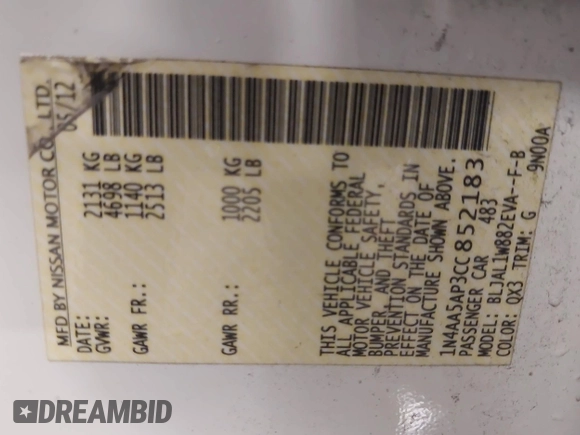 MFD BY NISSAN MOTOR CO., LTD.
DATE: 05/12
GVWR: 2131 KG
4698 LB
GAWR FR.: 1140 KG
2513 LB
GAWR RR.: 1000 KG
2205 LB
THIS VEHICLE CONFORMS TO
ALL APPLICABLE FEDERAL
MOTOR VEHICLE SAFETY,
BUMPER, AND THEFT
PREVENTION STANDARDS IN
EFFECT ON THE DATE OF
MANUFACTURE SHOWN ABOVE.
1N4AA5AP3CC852183
PASSENGER CAR 483
MODEL: BLJALLW882EVA--F-B
COLOR: QX3 TRIM: G 9N00A
DREAMBID